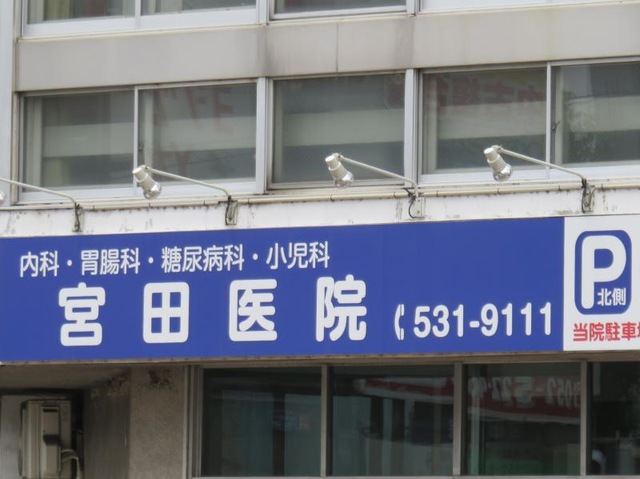 内科・胃腸科・糖尿病科・小児科
宮田医院 531-9111
P
北側
当院駐車場